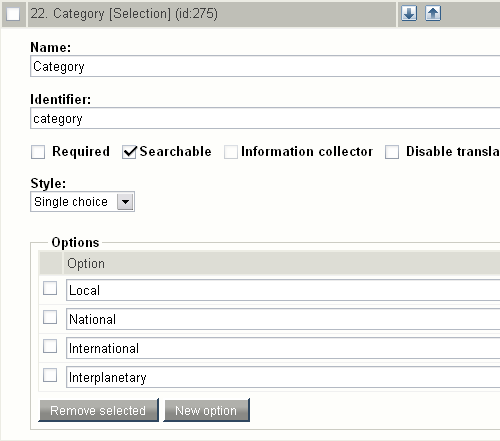 22. Category [Selection] (id:275)
Name:
Category
Identifier:
category
Required Searchable Information collector Disable transla
Style:
Single choice
Options
Option
Local
National
International
Interplanetary
Remove selected New option